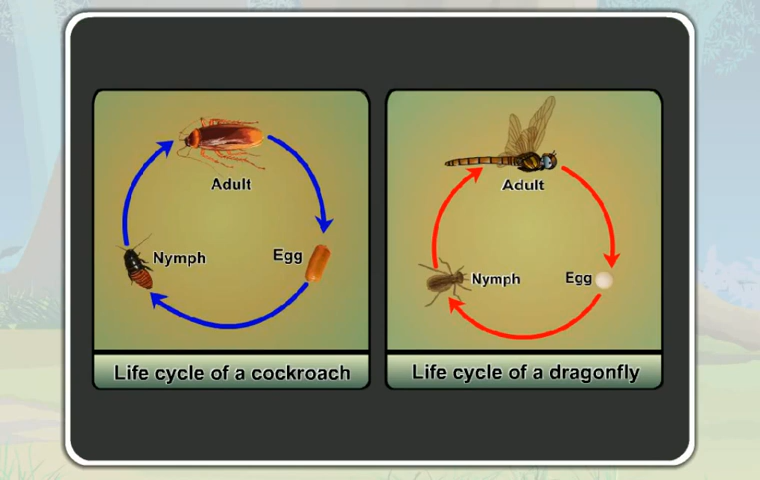 Adult
Nymph
Egg
Life cycle of a cockroach
Adult
Nymph
Egg
Life cycle of a dragonfly